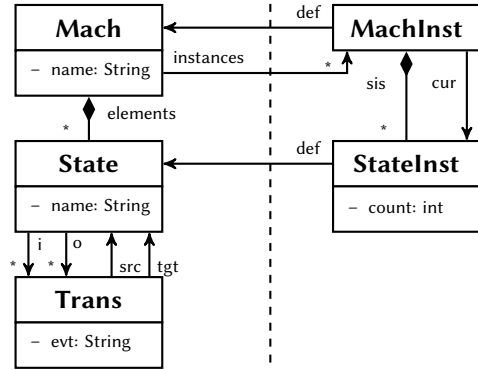 def
Mach
MachInst
instances
– name: String
*
sis
cur
elements
*
*
def
State
StateInst
– name: String
– count: int
i
o
*
*
src
tgt
Trans
– evt: String